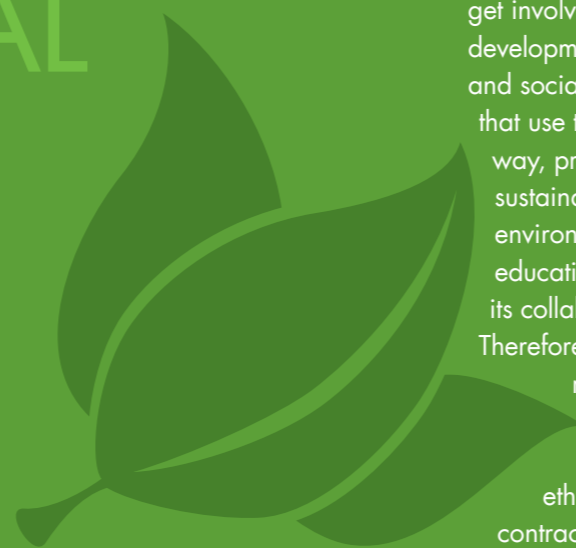 AL
get involv
developm
and socia
that use t
way, pr
sustaina
environ
educati
its colla
Therefore
r
eth
contrac